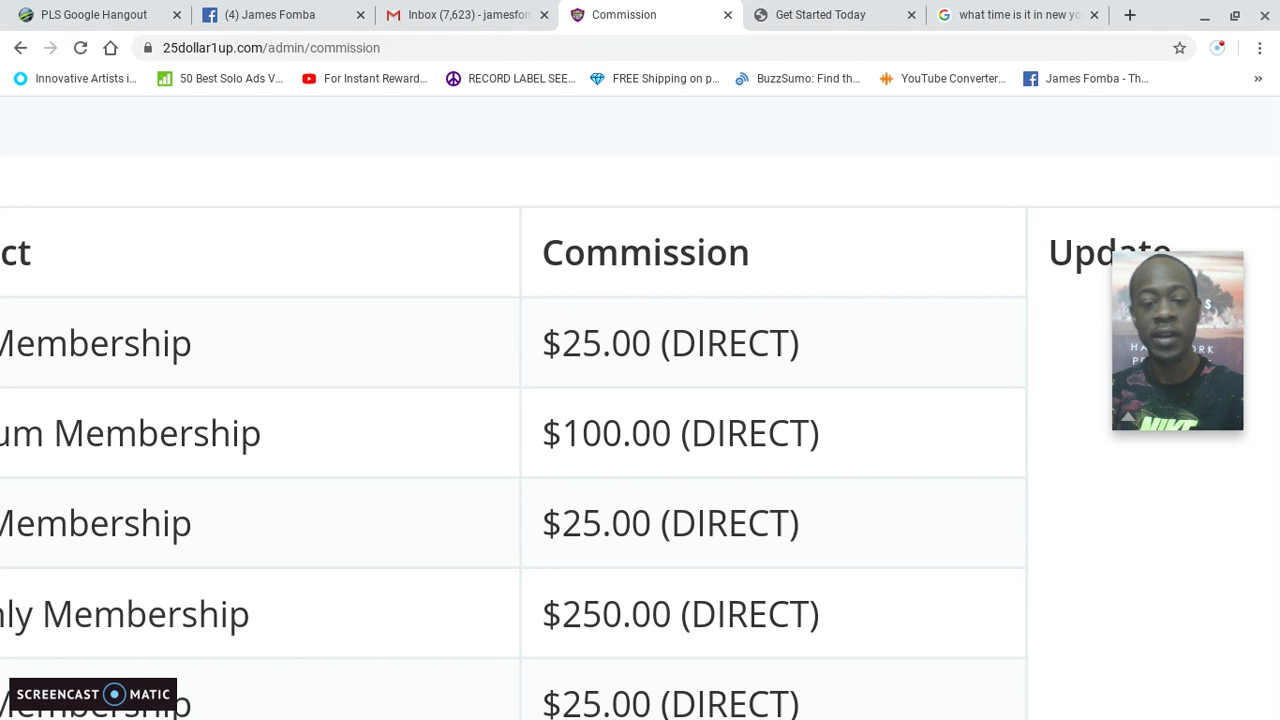 PLS Google Hangout
(4) James Fomba
Inbox (7,623) - jamesfon
Commission
Get Started Today
what time is it in new yo
25dollar1up.com/admin/commission
Innovative Artists i...
50 Best Solo Ads V...
For Instant Reward...
RECORD LABEL SEE...
FREE Shipping on p...
BuzzSumo: Find th...
YouTube Converter...
James Fomba - Th...
»
ct
Commission
Update
Membership
$25.00 (DIRECT)
um Membership
$100.00 (DIRECT)
Membership
$25.00 (DIRECT)
nly Membership
$250.00 (DIRECT)
Membership
$25.00 (DIRECT)
NIKE
SCREENCAST MATIC